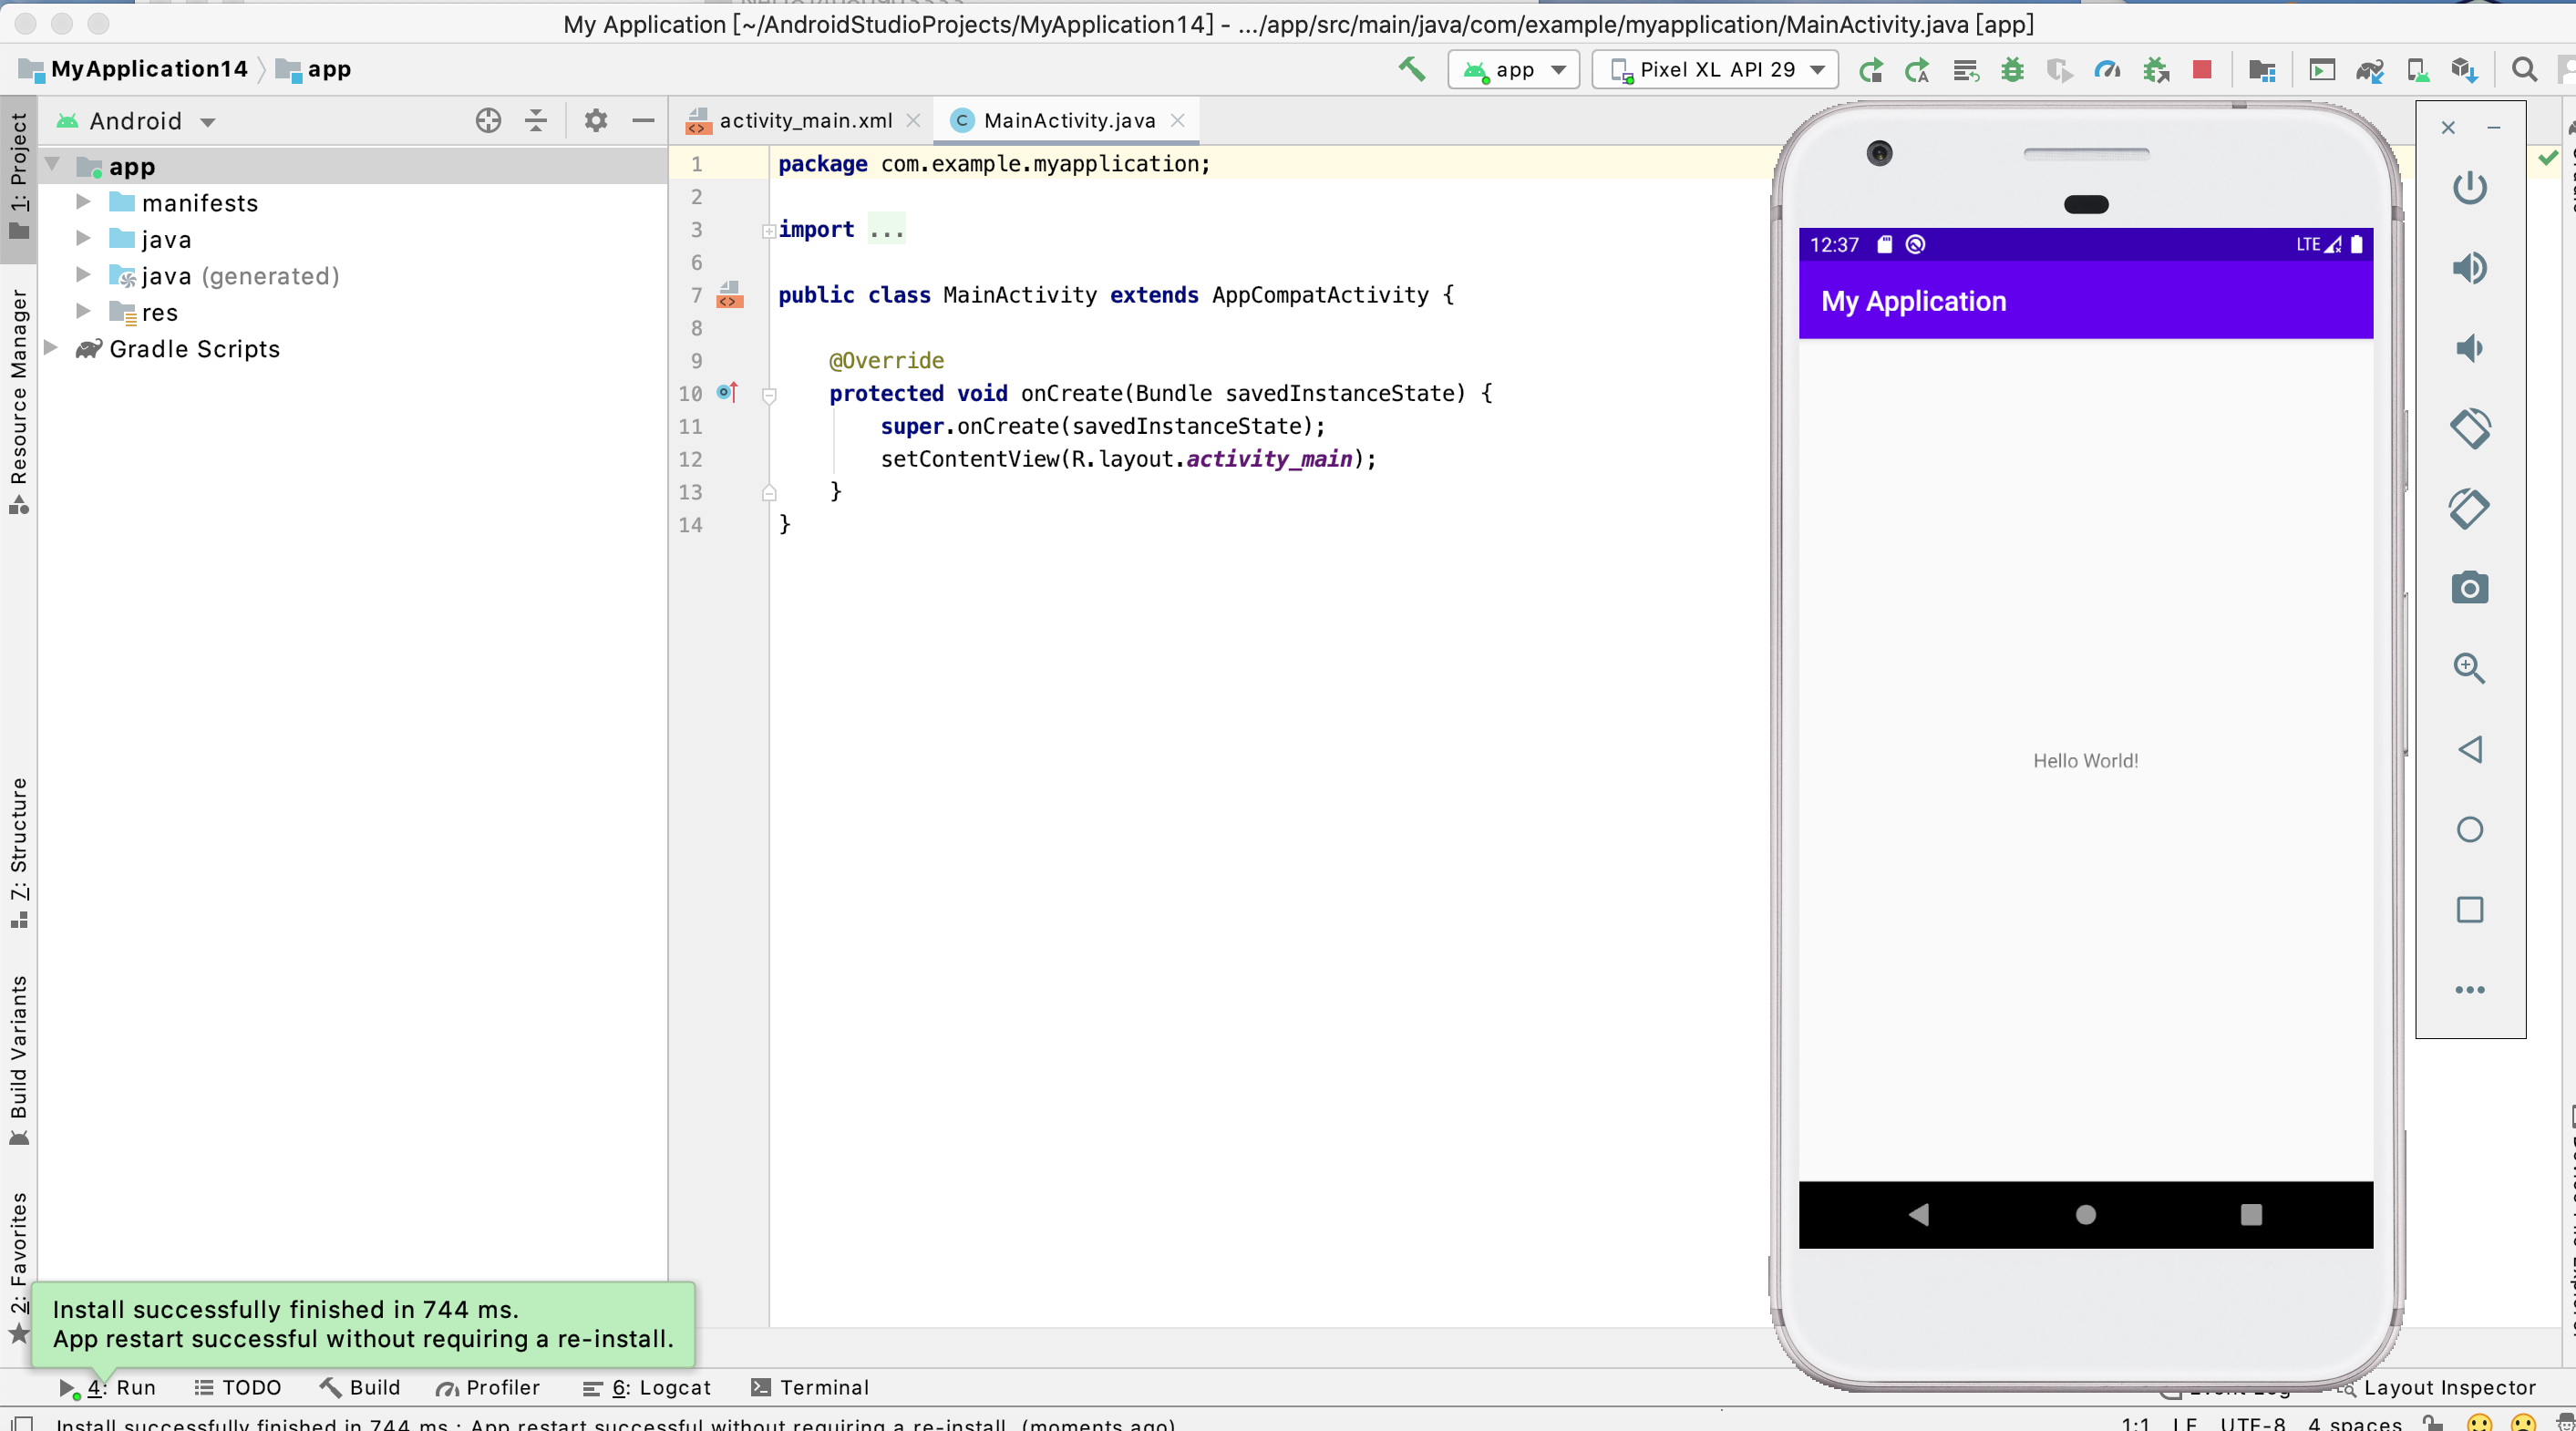 My Application [~/AndroidStudioProjects/MyApplication14] - .../app/src/main/java/com/example/myapplication/MainActivity.java [app]
MyApplication14
app
app
Pixel XL API 29
1: Project
Resource Manager
7: Structure
Build Variants
2: Favorites
Android
app
manifests
java
java (generated)
res
Gradle Scripts
activity_main.xml
MainActivity.java
1 package com.example.myapplication;
2
3 import ...
6
7 public class MainActivity extends AppCompatActivity {
8
9 @Override
10 protected void onCreate(Bundle savedInstanceState) {
11 super.onCreate(savedInstanceState);
12 setContentView(R.layout.activity_main);
13 }
14 }
12:37
LTE
My Application
Hello World!
Install successfully finished in 744 ms.
App restart successful without requiring a re-install.
4: Run
TODO
Build
Profiler
6: Logcat
Terminal
Event Log
Layout Inspector
Install successfully finished in 744 ms.: App restart successful without requiring a re-install. (moments ago)
1:1 LF UTF-8 4 spaces